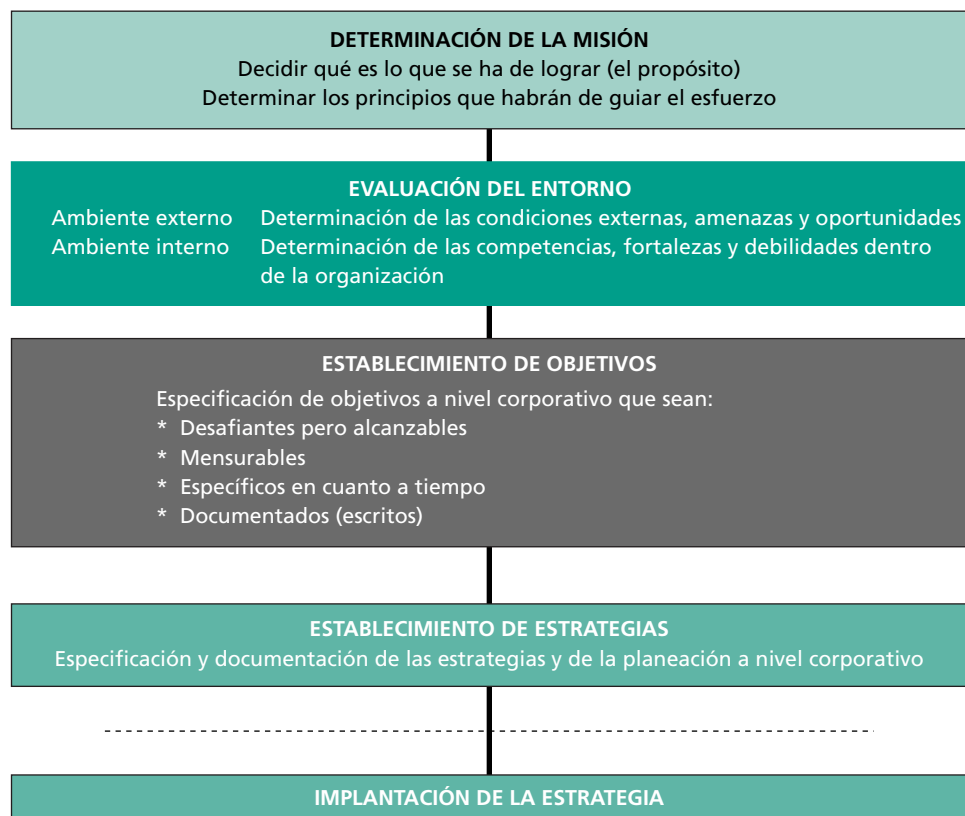 DETERMINACIÓN DE LA MISIÓN
Decidir qué es lo que se ha de lograr (el propósito)
Determinar los principios que habrán de guiar el esfuerzo
EVALUACIÓN DEL ENTORNO
Ambiente externo Determinación de las condiciones externas, amenazas y oportunidades
Ambiente interno Determinación de las competencias, fortalezas y debilidades dentro
de la organización
ESTABLECIMIENTO DE OBJETIVOS
Especificación de objetivos a nivel corporativo que sean:
* Desafiantes pero alcanzables
* Mensurables
* Específicos en cuanto a tiempo
* Documentados (escritos)
ESTABLECIMIENTO DE ESTRATEGIAS
Especificación y documentación de las estrategias y de la planeación a nivel corporativo
IMPLANTACIÓN DE LA ESTRATEGIA